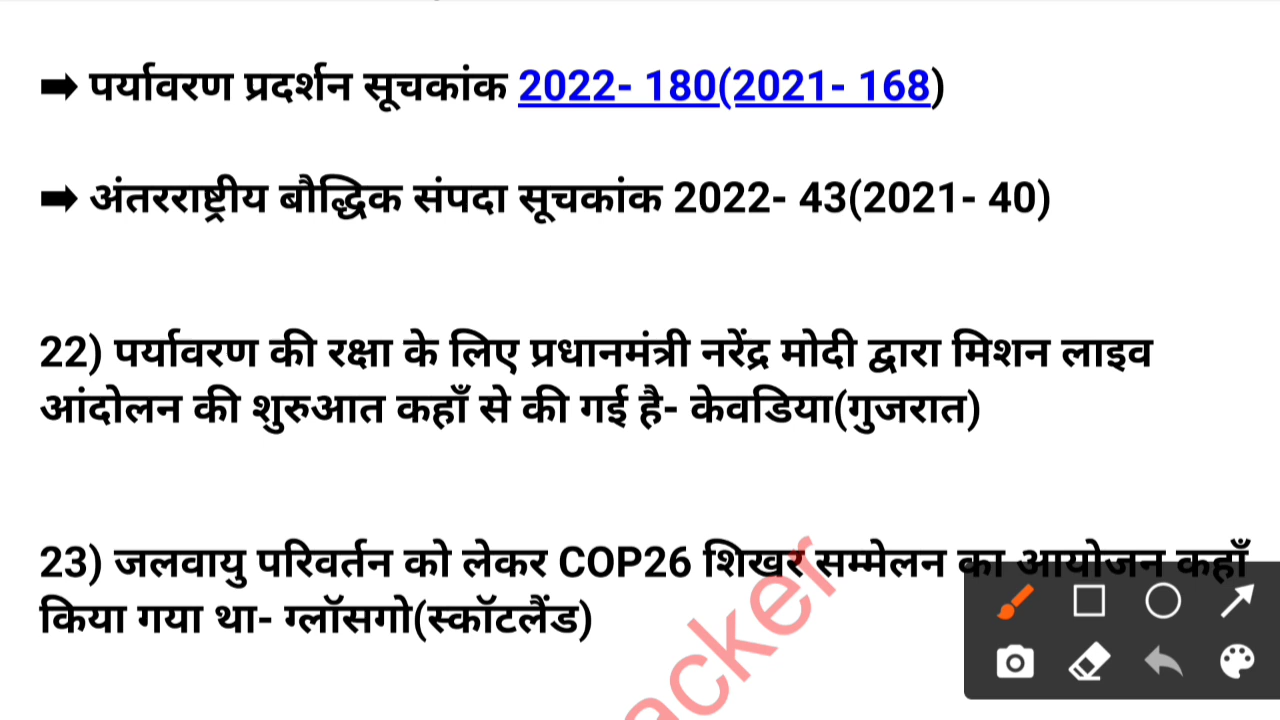 ➡ पर्यावरण प्रदर्शन सूचकांक 2022- 180(2021- 168)
➡ अंतरराष्ट्रीय बौद्धिक संपदा सूचकांक 2022- 43(2021- 40)
22) पर्यावरण की रक्षा के लिए प्रधानमंत्री नरेंद्र मोदी द्वारा मिशन लाइव
आंदोलन की शुरुआत कहाँ से की गई है- केवडिया(गुजरात)
23) जलवायु परिवर्तन को लेकर COP26 शिखर सम्मेलन का आयोजन कहाँ
किया गया था- ग्लॉसगो(स्कॉटलैंड)
acker